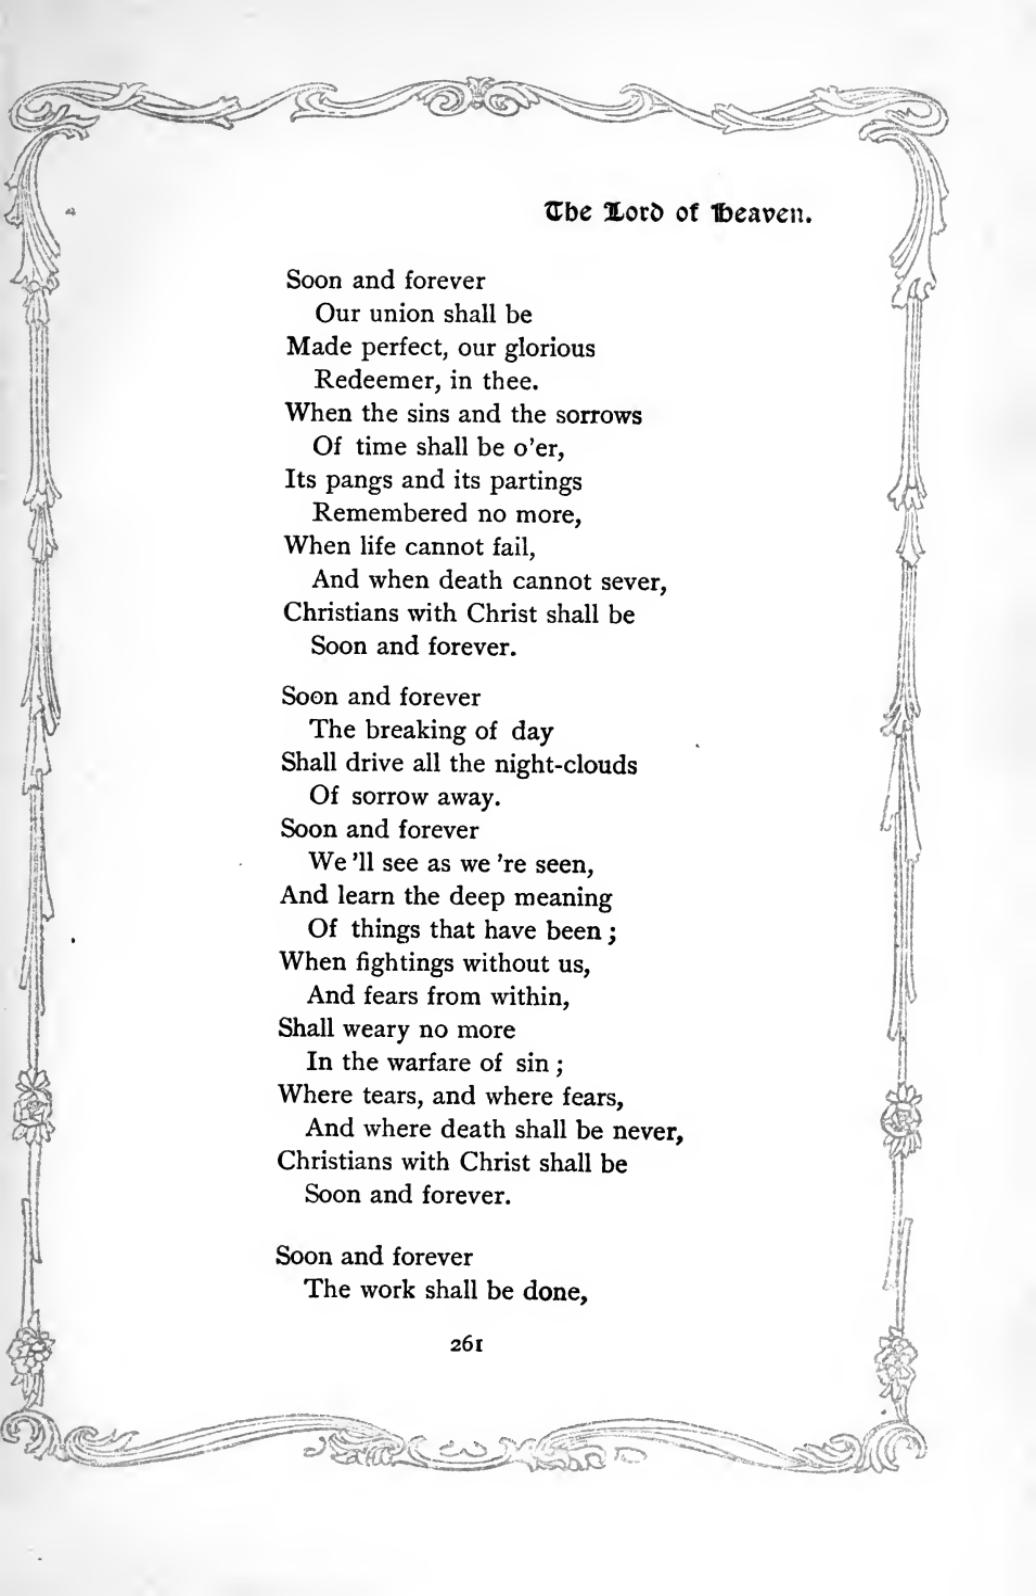 The Lord of Heaven.
Soon and forever
Our union shall be
Made perfect, our glorious
Redeemer, in thee.
When the sins and the sorrows
Of time shall be o'er,
Its pangs and its partings
Remembered no more,
When life cannot fail,
And when death cannot sever,
Christians with Christ shall be
Soon and forever.
Soon and forever
The breaking of day
Shall drive all the night-clouds
Of sorrow away.
Soon and forever
We 'll see as we 're seen,
And learn the deep meaning
Of things that have been ;
When fightings without us,
And fears from within,
Shall weary no more
In the warfare of sin ;
Where tears, and where fears,
And where death shall be never,
Christians with Christ shall be
Soon and forever.
Soon and forever
The work shall be done,
261